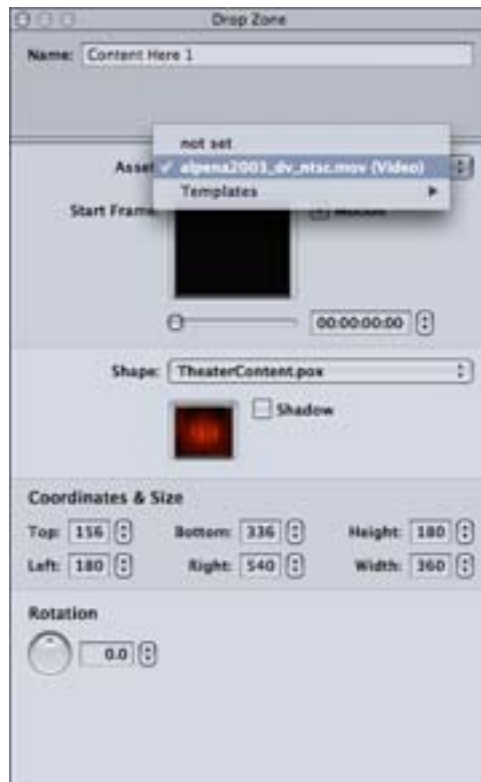 Drop Zone
Name: Content Here 1
not set
Asset ✓ alpena2003_dv_ntsc.mov (Video)
Templates
Start Frame
Motion
00:00:00:00
Shape: TheaterContent.pox
Shadow
Coordinates & Size
Top: 156 Bottom: 336 Height: 180
Left: 180 Right: 540 Width: 360
Rotation
0.0